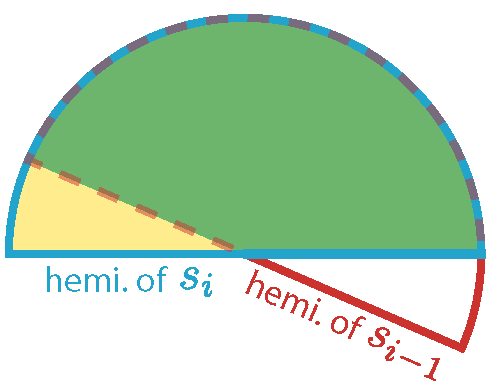 hemi. of s_i
hemi. of s_{i-1}